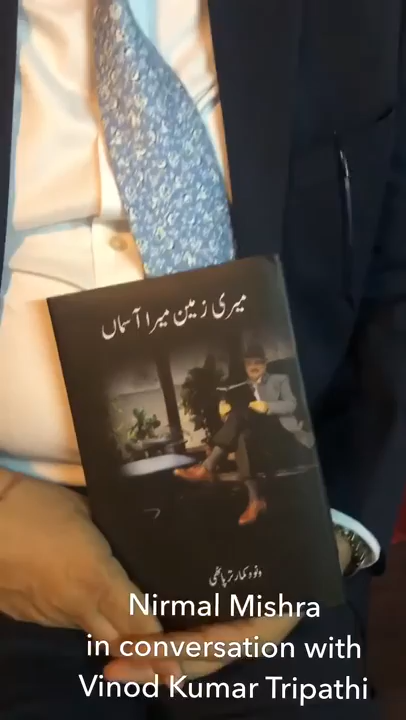 میری زمین میرا آسماں
ونود کمار ترپاٹھی
Nirmal Mishra
in conversation with
Vinod Kumar Tripathi